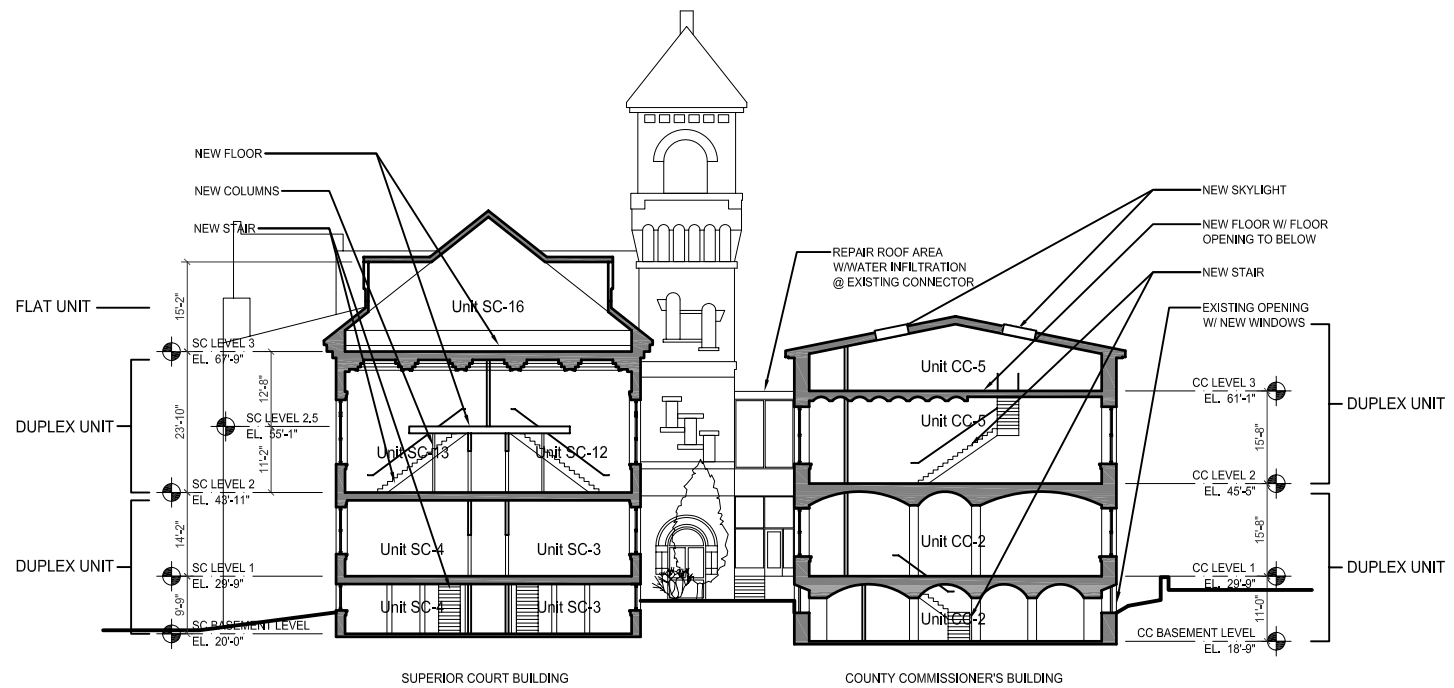 NEW FLOOR
NEW COLUMNS
NEW STAIR
FLAT UNIT
DUPLEX UNIT
DUPLEX UNIT
15'-2"
SC LEVEL 3
EL. 67'-9"
12'-8"
23'-10"
SC LEVEL 2.5
EL. 55'-1"
11'-2"
SC LEVEL 2
EL. 43'-11"
14'-2"
SC LEVEL 1
EL. 29'-9"
9'-9"
SC BASEMENT LEVEL
EL. 20'-0"
Unit SC-16
Unit SC-13
Unit SC-12
Unit SC-4
Unit SC-3
Unit SC-4
Unit SC-3
REPAIR ROOF AREA
W/WATER INFILTRATION
@ EXISTING CONNECTOR
NEW SKYLIGHT
NEW FLOOR W/ FLOOR
OPENING TO BELOW
NEW STAIR
EXISTING OPENING
W/ NEW WINDOWS
Unit CC-5
Unit CC-5
Unit CC-2
Unit CC-2
CC LEVEL 3
EL. 61'-1"
15'-8"
CC LEVEL 2
EL. 45'-5"
15'-8"
CC LEVEL 1
EL. 29'-9"
11'-0"
CC BASEMENT LEVEL
EL. 18'-9"
DUPLEX UNIT
DUPLEX UNIT
SUPERIOR COURT BUILDING
COUNTY COMMISSIONER'S BUILDING